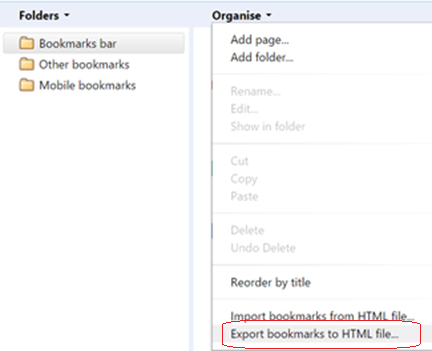 Folders
Organise
Bookmarks bar
Other bookmarks
Mobile bookmarks
Add page...
Add folder...
Rename...
Edit...
Show in folder
Cut
Copy
Paste
Delete
Undo Delete
Reorder by title
Import bookmarks from HTML file...
Export bookmarks to HTML file...